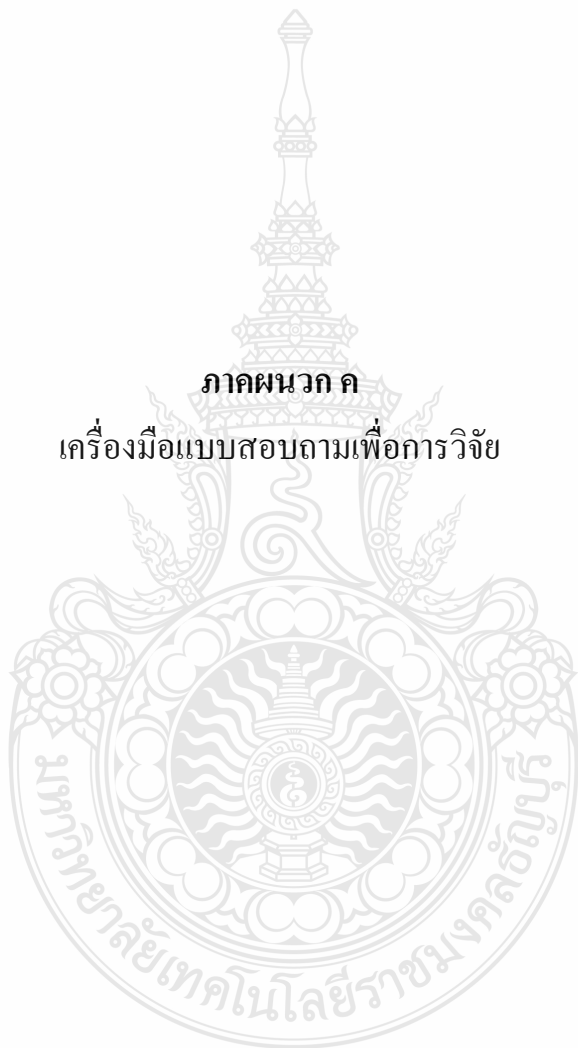 ภาคผนวก ค
เครื่องมือแบบสอบถามเพื่อการวิจัย
มหาวิทยาลัยเทคโนโลยีราชมงคลธัญบุรี